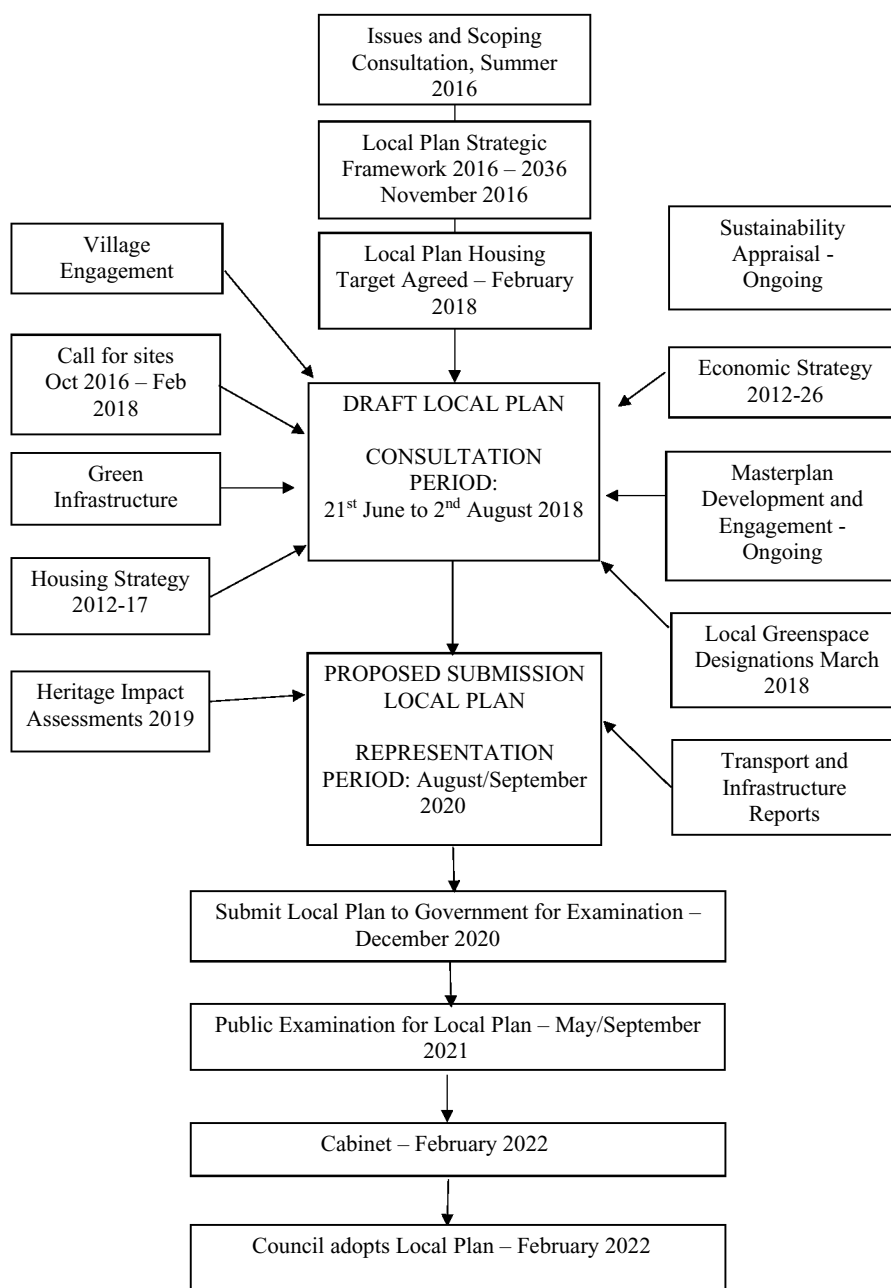 Issues and Scoping
Consultation, Summer
2016
Local Plan Strategic
Framework 2016 – 2036
November 2016
Local Plan Housing
Target Agreed – February
2018
Village
Engagement
Call for sites
Oct 2016 – Feb
2018
Green
Infrastructure
Housing Strategy
2012-17
Heritage Impact
Assessments 2019
Sustainability
Appraisal -
Ongoing
Economic Strategy
2012-26
Masterplan
Development and
Engagement -
Ongoing
Local Greenspace
Designations March
2018
Transport and
Infrastructure
Reports
DRAFT LOCAL PLAN
CONSULTATION
PERIOD:
21st June to 2nd August 2018
PROPOSED SUBMISSION
LOCAL PLAN
REPRESENTATION
PERIOD: August/September
2020
Submit Local Plan to Government for Examination –
December 2020
Public Examination for Local Plan – May/September
2021
Cabinet – February 2022
Council adopts Local Plan – February 2022